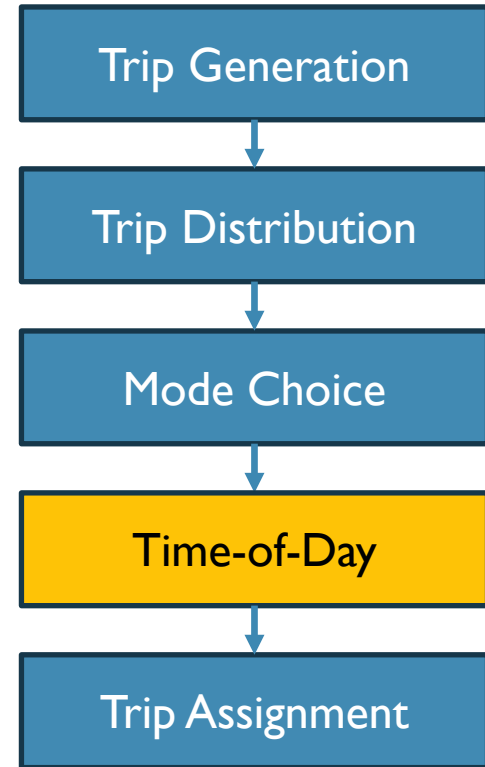 Trip Generation
Trip Distribution
Mode Choice
Time-of-Day
Trip Assignment